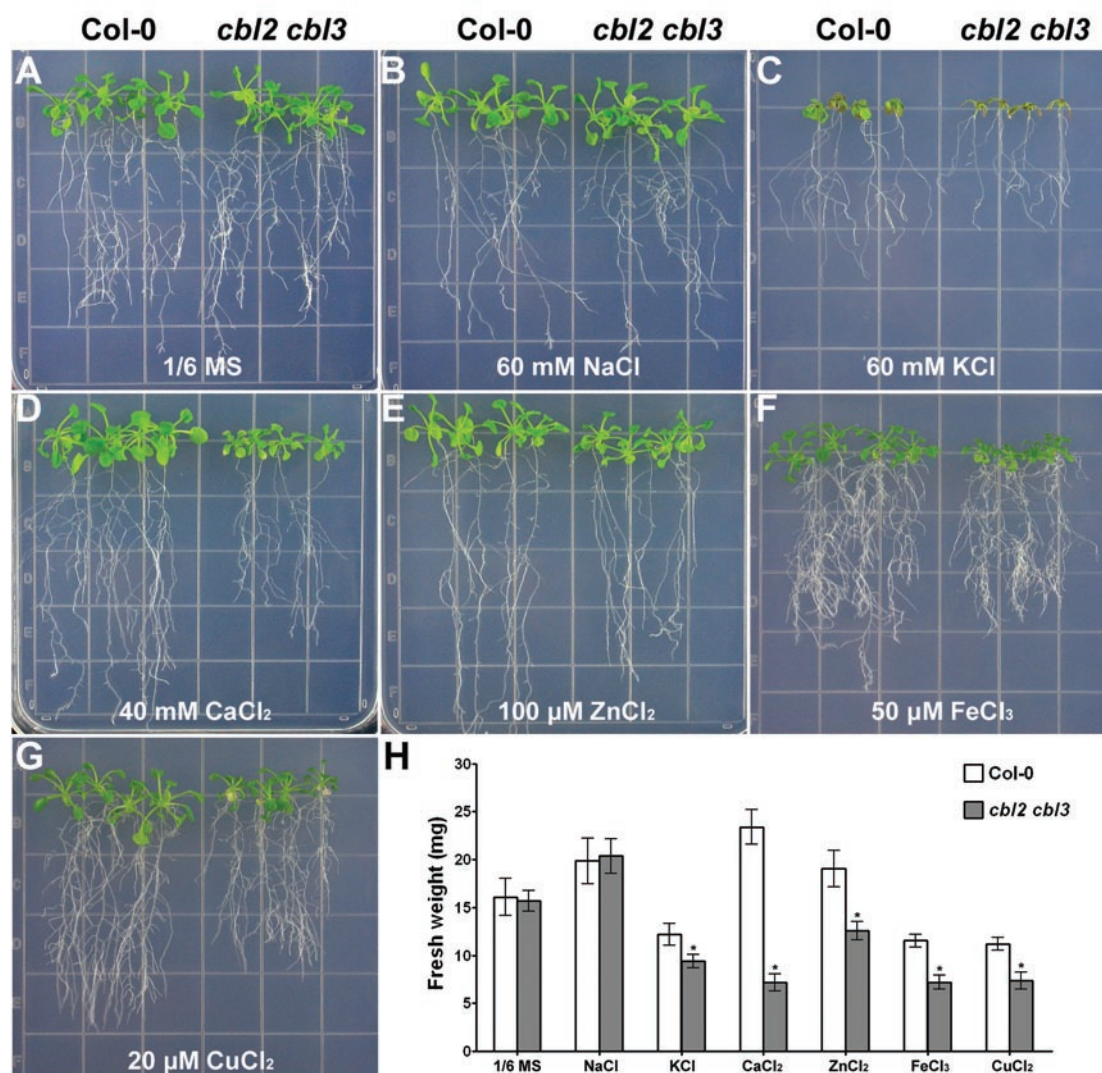 Col-0 cbl2 cbl3 Col-0 cbl2 cbl3 Col-0 cbl2 cbl3
A
1/6 MS
B
60 mM NaCl
C
60 mM KCl
D
40 mM CaCl₂
E
100 µM ZnCl₂
F
50 µM FeCl₃
G
20 µM CuCl₂
H
Fresh weight (mg)
30
25
20
15
10
5
0
Col-0
cbl2 cbl3
* * * * *
1/6 MS NaCl KCl CaCl₂ ZnCl₂ FeCl₃ CuCl₂